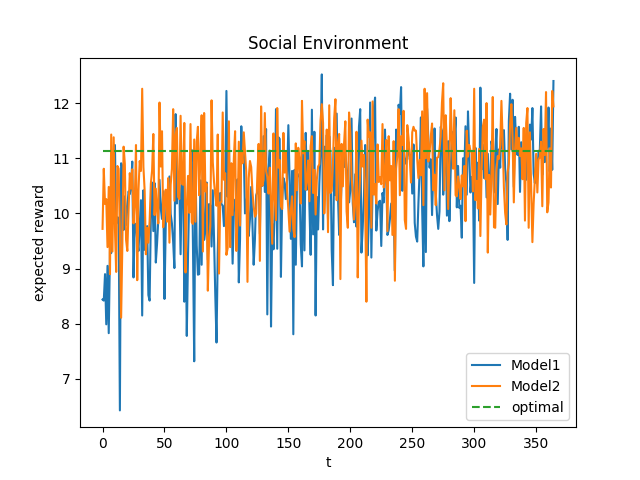 Social Environment
expected reward
12
11
10
9
8
7
0 50 100 150 200 250 300 350
t
Model1
Model2
optimal